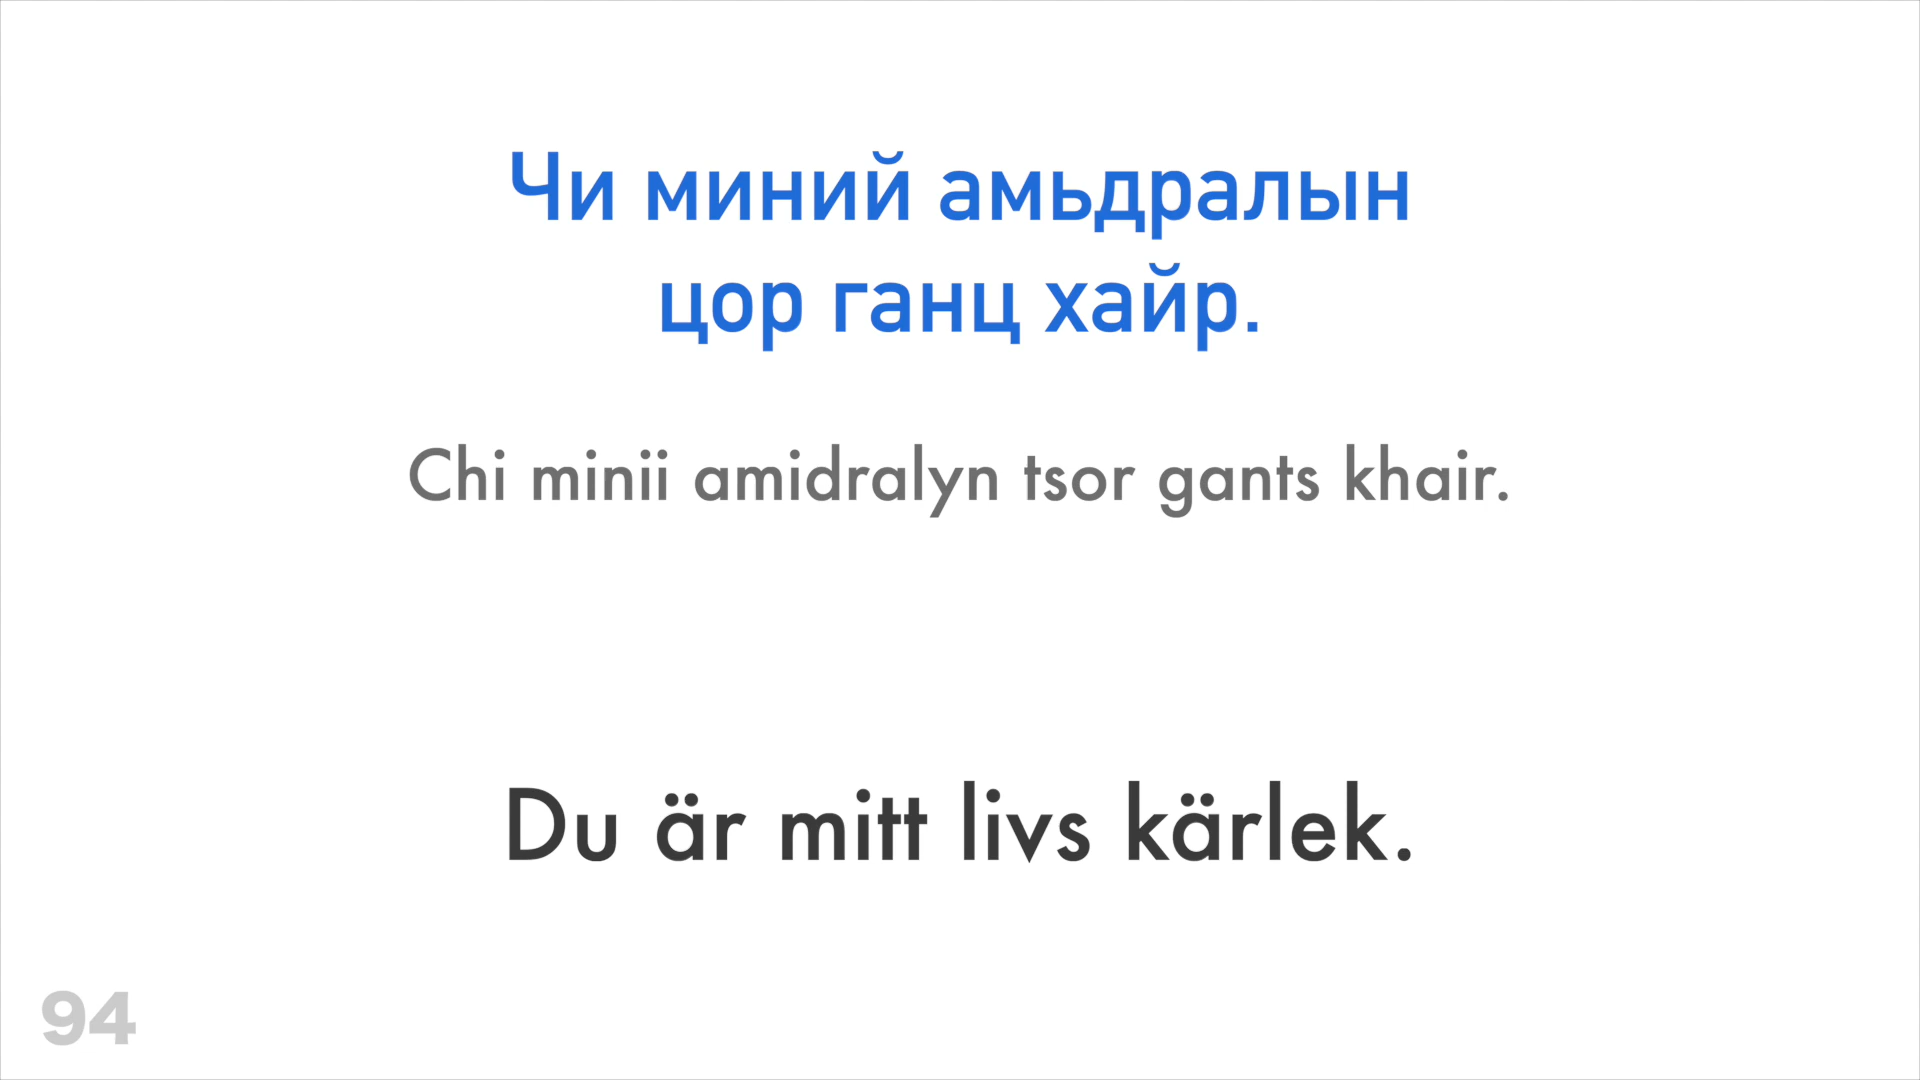 Чи миний амьдралын
цор ганц хайр.
Chi minii amidralyn tsor gants khair.
Du är mitt livs kärlek.
94